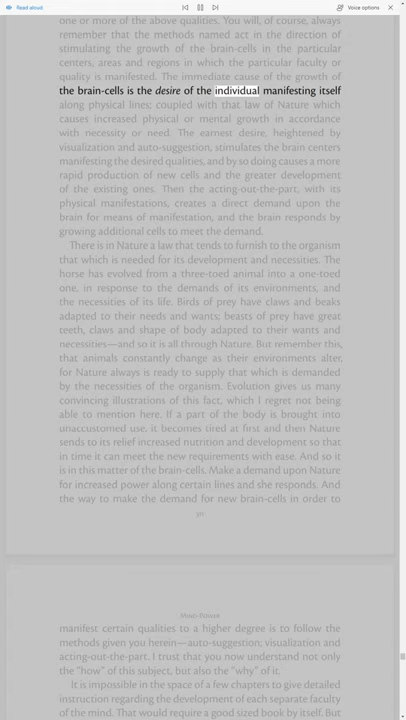 Read aloud
Voice options
one or more of the above qualities. You will, of course, always
remember that the methods named act in the direction of
stimulating the growth of the brain-cells in the particular
centers, areas and regions in which the particular faculty or
quality is manifested. The immediate cause of the growth of
the brain-cells is the desire of the individual manifesting itself
along physical lines; coupled with that law of Nature which
causes increased physical or mental growth in accordance
with necessity or need. The earnest desire, heightened by
visualization and auto-suggestion, stimulates the brain centers
manifesting the desired qualities, and by so doing causes a more
rapid production of new cells and the greater development
of the existing ones. Then the acting-out-the-part, with its
physical manifestations, creates a direct demand upon the
brain for means of manifestation, and the brain responds by
growing additional cells to meet the demand.
There is in Nature a law that tends to furnish to the organism
that which is needed for its development and necessities. The
horse has evolved from a three-toed animal into a one-toed
one, in response to the demands of its environments, and
the necessities of its life. Birds of prey have claws and beaks
adapted to their needs and wants; beasts of prey have great
teeth, claws and shape of body adapted to their wants and
necessities—and so it is all through Nature. But remember this,
that animals constantly change as their environments alter,
for Nature always is ready to supply that which is demanded
by the necessities of the organism. Evolution gives us many
convincing illustrations of this fact, which I regret not being
able to mention here. If a part of the body is brought into
unaccustomed use, it becomes tired at first and then Nature
sends to its relief increased nutrition and development so that
in time it can meet the new requirements with ease. And so it
is in this matter of the brain-cells. Make a demand upon Nature
for increased power along certain lines and she responds. And
the way to make the demand for new brain-cells in order to
Mind-Power
manifest certain qualities to a higher degree is to follow the
methods given you herein—auto-suggestion; visualization and
acting-out-the-part. I trust that you now understand not only
the "how" of this subject, but also the "why" of it.
It is impossible in the space of a few chapters to give detailed
instruction regarding the development of each separate faculty
of the mind. That would require a good sized book by itself. But